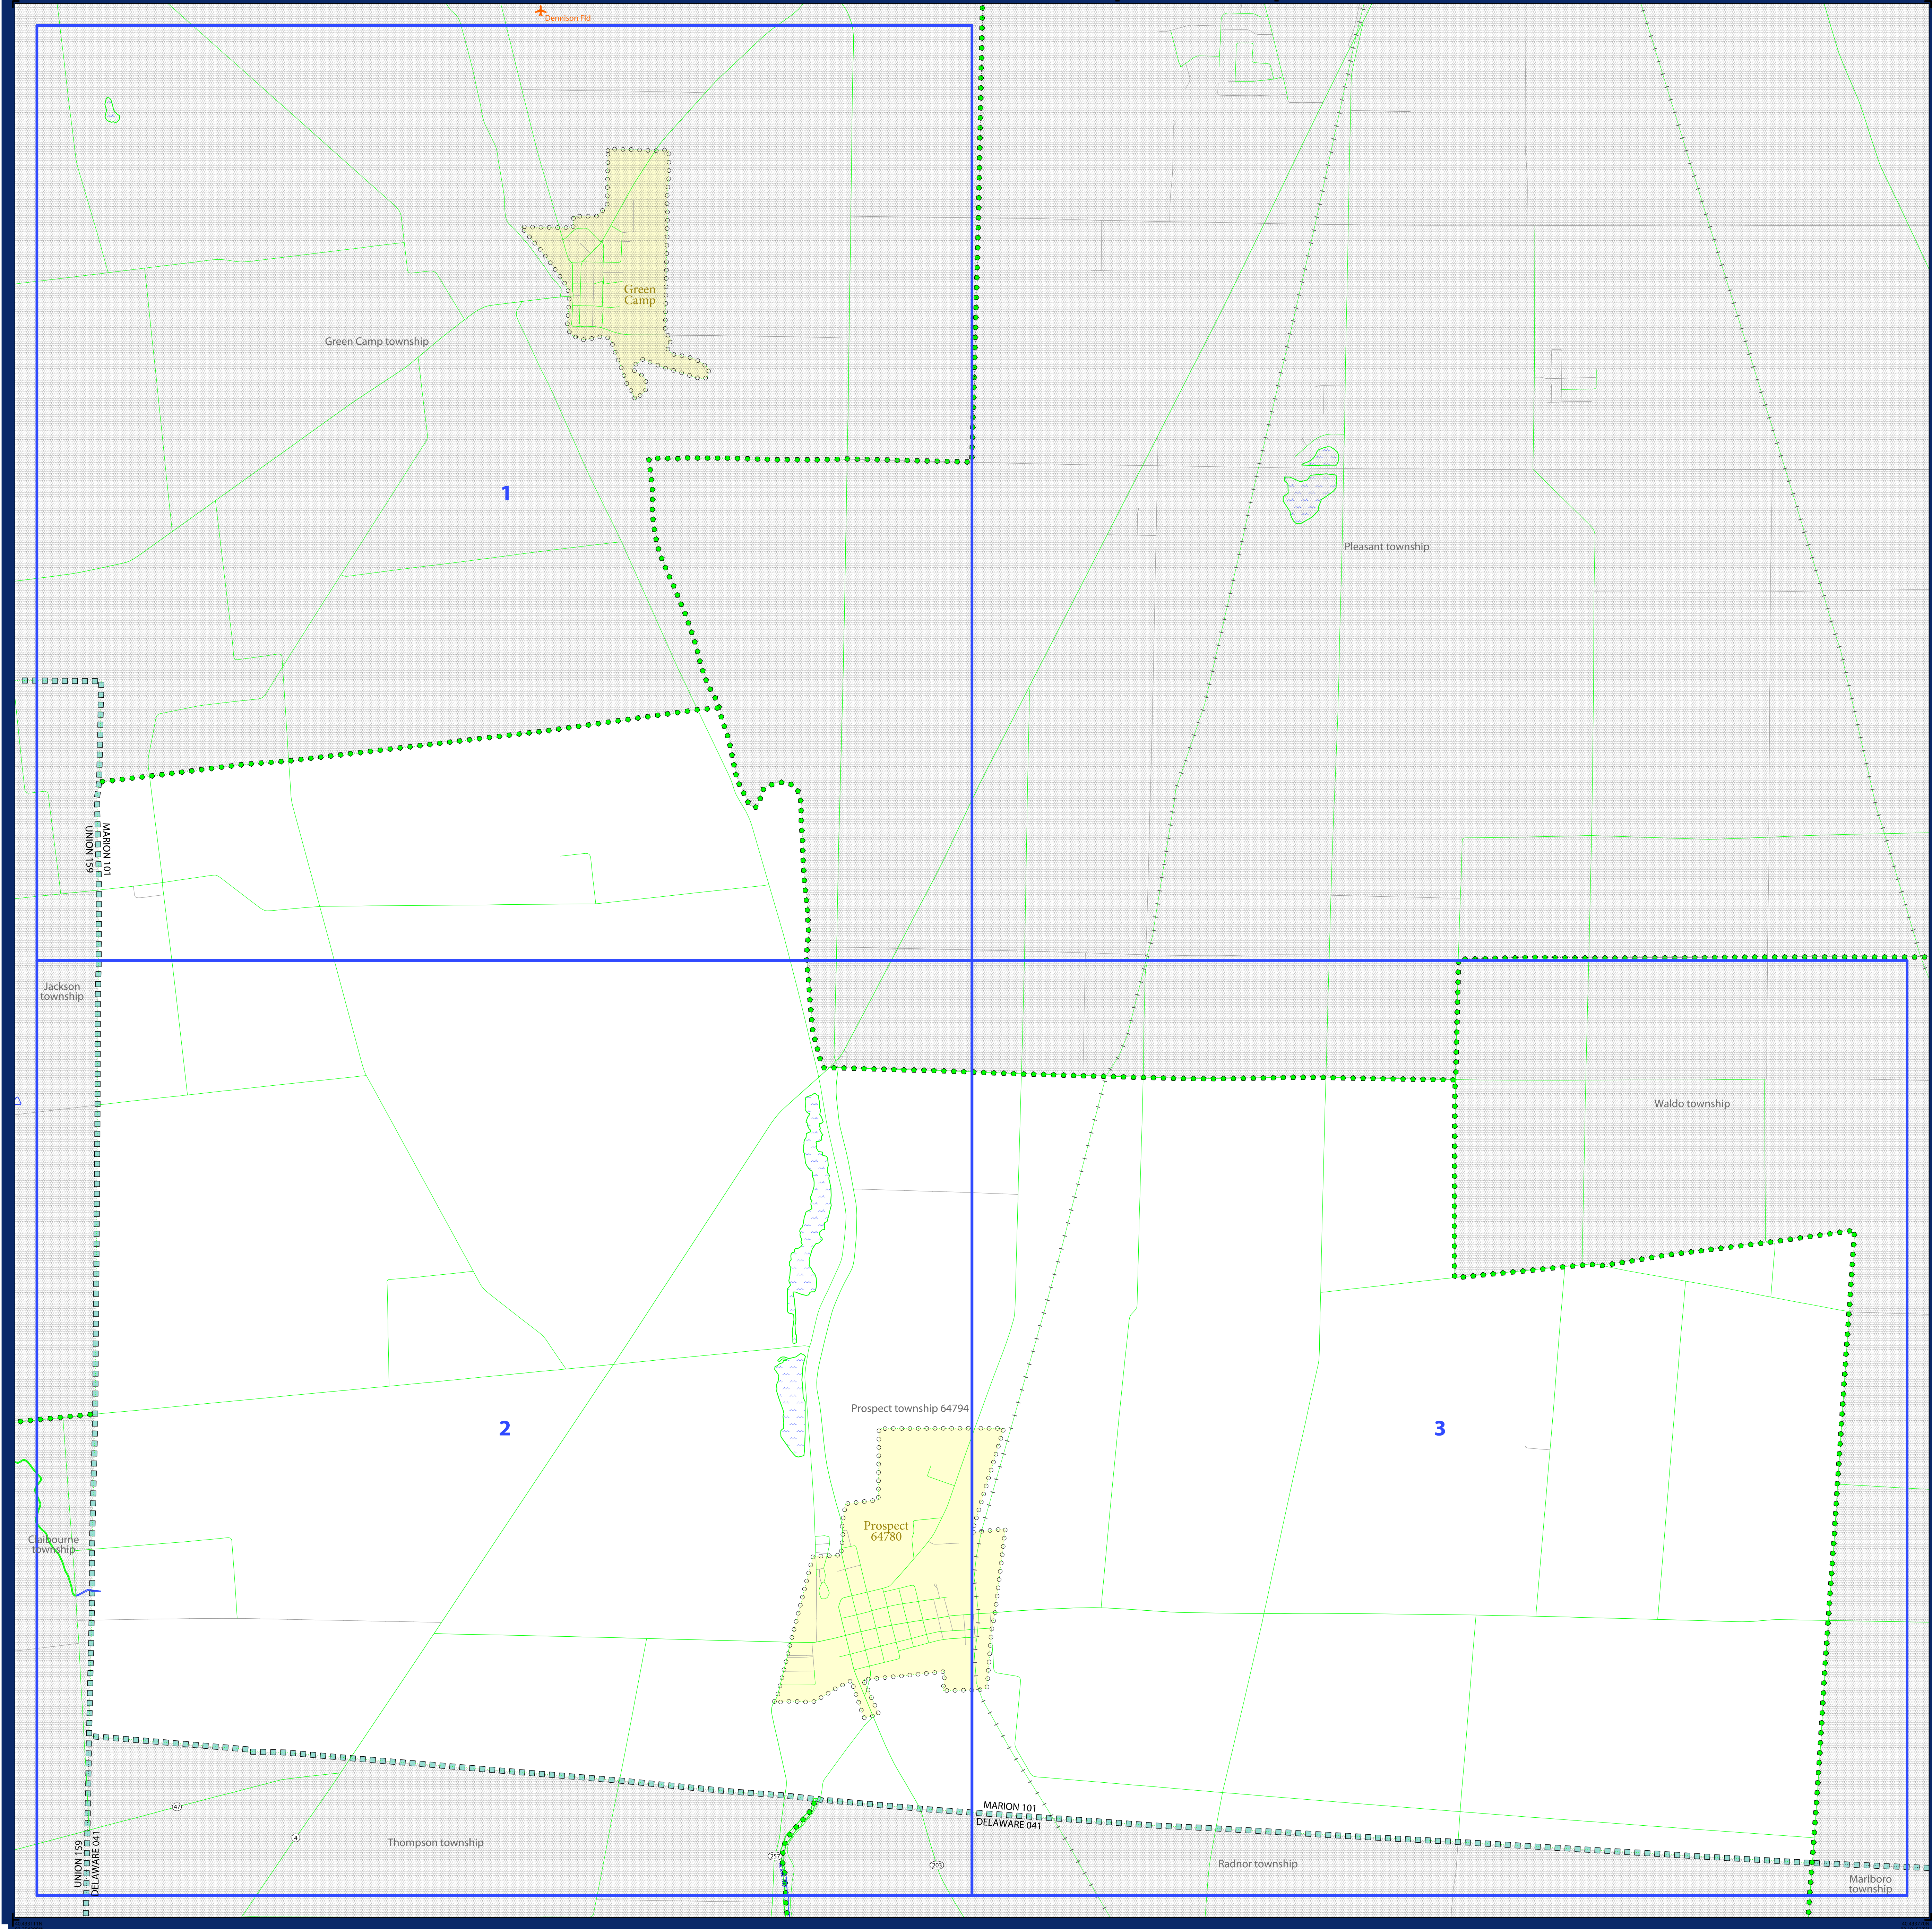 Dennison Fld
Green
Camp
Green Camp township
1
Pleasant township
MARION 101
UNION 159
Jackson
township
Waldo township
Prospect township 64794
2
3
Prospect
64780
Claibourne
township
47
4
Thompson township
257
203
MARION 101
DELAWARE 041
Radnor township
UNION 159
DELAWARE 041
Marlboro
township